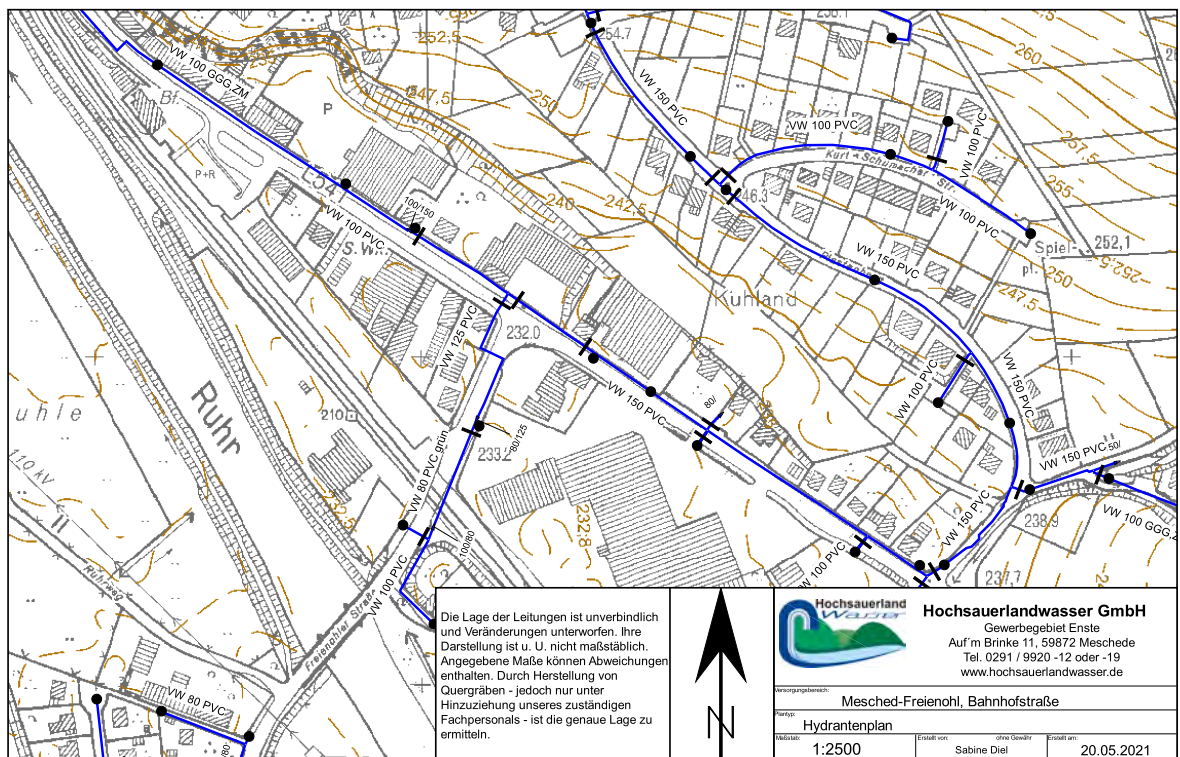 254.7
252,5
VW 100 GGG ZM
Bf.
247,5
250
P
260
257,5
VW 150 PVC
VW 100 PVC
VW 100 PVC
Kurt - Schumacher - Str.
P+R
L541
100/150
240
242,5
46.3
255
VW 100 PVC
VW 100 PVC
S.W.
Spiel-
252,1
pl.
250
252,5
VW 150 PVC
247,5
Kühland
232.0
VW 125 PVC
VW 150 PVC
VW 150 PVC
VW 100 PVC
Ruhr
uhle
210
80/
233.2
80/125
VW 80 PVC grün
110 kV
VW 150 PVC
50/
232.8
VW 150 PVC
VW 100 GGG Z
238.9
100/80
VW 100 PVC
VW 100 PVC
237.7
Ruhrweg
Freienohler Straße
VW 80 PVC
80/
Die Lage der Leitungen ist unverbindlich
und Veränderungen unterworfen. Ihre
Darstellung ist u. U. nicht maßstäblich.
Angegebene Maße können Abweichungen
enthalten. Durch Herstellung von
Quergräben - jedoch nur unter
Hinzuziehung unseres zuständigen
Fachpersonals - ist die genaue Lage zu
ermitteln.
N
Hochsauerland
Wasser
Hochsauerlandwasser GmbH
Gewerbegebiet Enste
Auf´m Brinke 11, 59872 Meschede
Tel. 0291 / 9920 -12 oder -19
www.hochsauerlandwasser.de
Versorgungsbereich:
Mesched-Freienohl, Bahnhofstraße
Plantyp:
Hydrantenplan
Maßstab:
1:2500
Erstellt von:
ohne Gewähr
Sabine Diel
Erstellt am:
20.05.2021